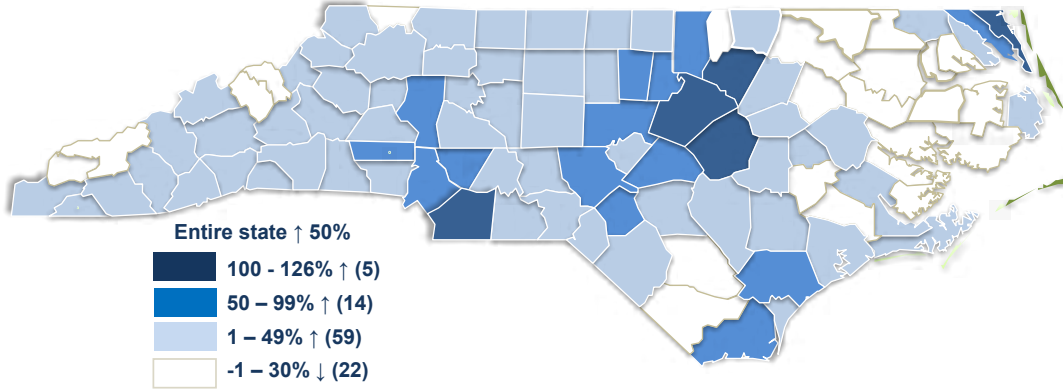 Entire state ↑ 50%
100 - 126% ↑ (5)
50 – 99% ↑ (14)
1 – 49% ↑ (59)
-1 – 30% ↓ (22)